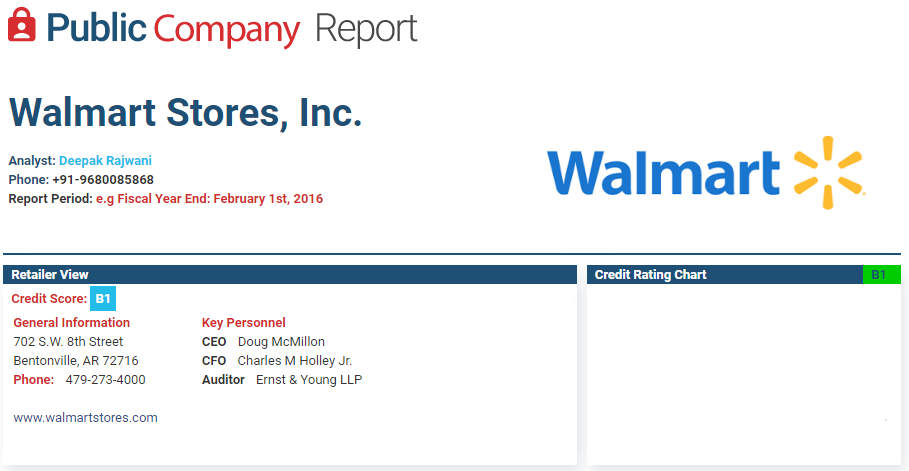 Public Company Report
Walmart Stores, Inc.
Analyst: Deepak Rajwani
Phone: +91-9680085868
Report Period: e.g Fiscal Year End: February 1st, 2016
Walmart
Retailer View
Credit Score: B1
General Information
702 S.W. 8th Street
Bentonville, AR 72716
Phone: 479-273-4000
www.walmartstores.com
Key Personnel
CEO Doug McMillon
CFO Charles M Holley Jr.
Auditor Ernst & Young LLP
Credit Rating Chart B1